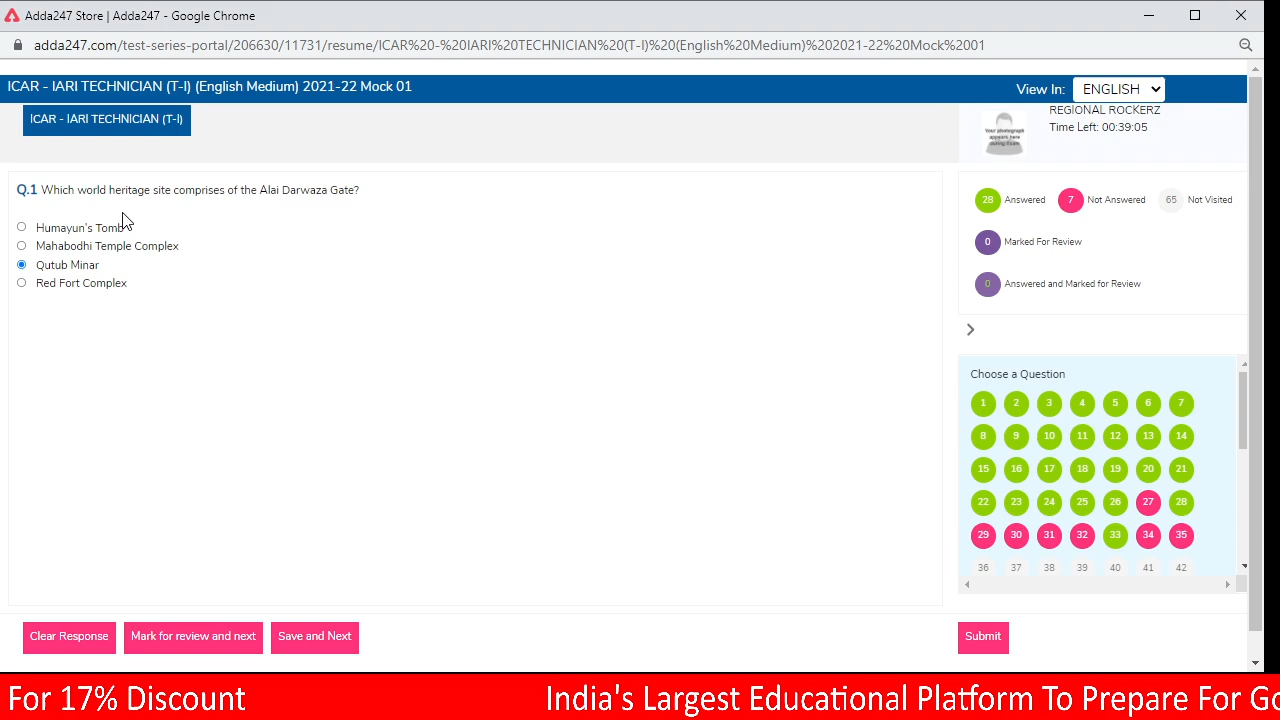 Adda247 Store | Adda247 - Google Chrome
adda247.com/test-series-portal/206630/11731/resume/ICAR%20-%20IARI%20TECHNICIAN%20(T-I)%20(English%20Medium)%202021-22%20Mock%2001
ICAR - IARI TECHNICIAN (T-I) (English Medium) 2021-22 Mock 01
View In: ENGLISH
ICAR - IARI TECHNICIAN (T-I)
Your photograph
appears here
during Exam
REGIONAL ROCKERZ
Time Left: 00:39:05
Q.1 Which world heritage site comprises of the Alai Darwaza Gate?
Humayun's Tomb
Mahabodhi Temple Complex
Qutub Minar
Red Fort Complex
28 Answered 7 Not Answered 65 Not Visited
0 Marked For Review
0 Answered and Marked for Review
Choose a Question
1 2 3 4 5 6 7
8 9 10 11 12 13 14
15 16 17 18 19 20 21
22 23 24 25 26 27 28
29 30 31 32 33 34 35
36 37 38 39 40 41 42
Clear Response Mark for review and next Save and Next Submit
For 17% Discount India's Largest Educational Platform To Prepare For Go